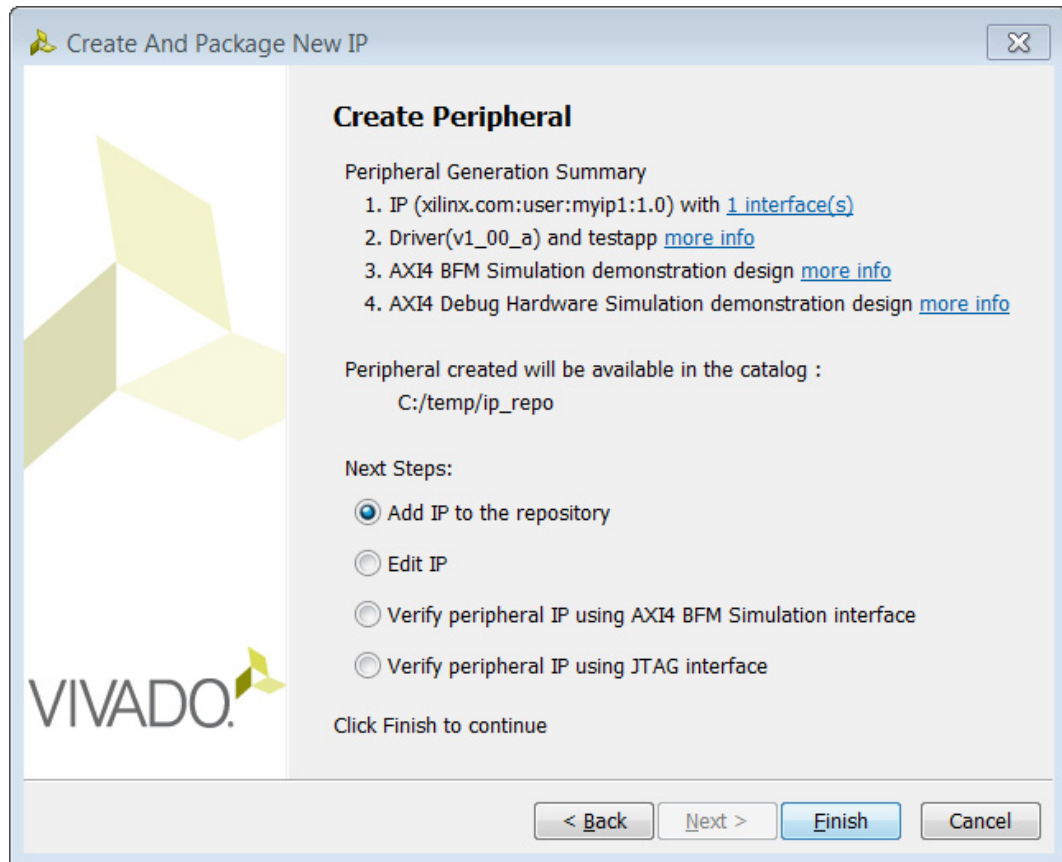 Create And Package New IP
Create Peripheral
Peripheral Generation Summary
1. IP (xilinx.com:user:myip1:1.0) with 1 interface(s)
2. Driver(v1_00_a) and testapp more info
3. AXI4 BFM Simulation demonstration design more info
4. AXI4 Debug Hardware Simulation demonstration design more info
Peripheral created will be available in the catalog :
C:/temp/ip_repo
Next Steps:
Add IP to the repository
Edit IP
Verify peripheral IP using AXI4 BFM Simulation interface
Verify peripheral IP using JTAG interface
VIVADO.
Click Finish to continue
< Back Next > Finish Cancel